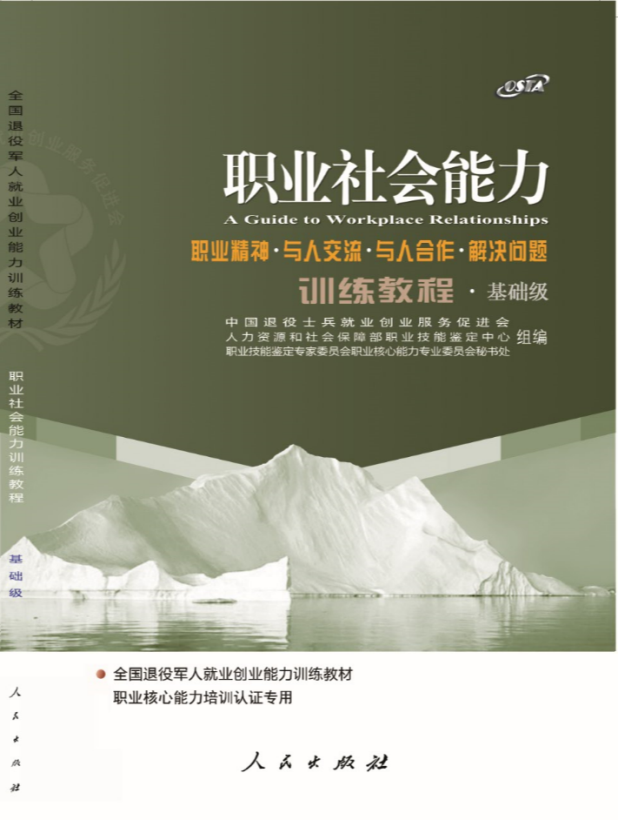 全国退役军人就业创业能力训练教材
职业社会能力训练教程
基础级
人民出版社
创业服务促进会
OSTA
职业社会能力
A Guide to Workplace Relationships
职业精神·与人交流·与人合作·解决问题
训练教程·基础级
中国退役士兵就业创业服务促进会
人力资源和社会保障部职业技能鉴定中心 组编
职业技能鉴定专家委员会职业核心能力专业委员会秘书处
全国退役军人就业创业能力训练教材
职业核心能力培训认证专用
人民出版社